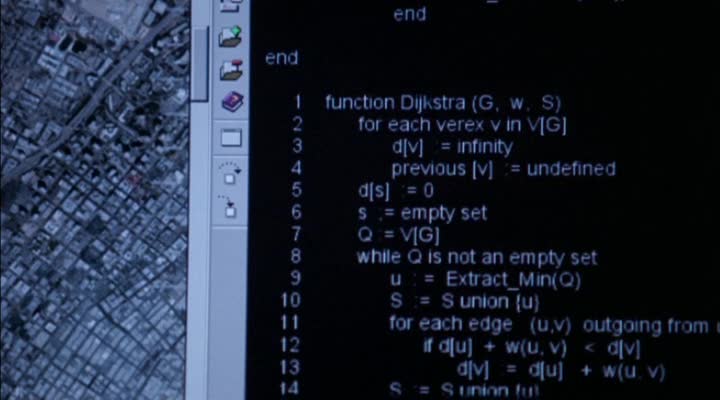 end
end
1 function Dijkstra (G, w, S)
2 for each verex v in V[G]
3 d[v] := infinity
4 previous [v] := undefined
5 d[s] := 0
6 s := empty set
7 Q := V[G]
8 while Q is not an empty set
9 u := Extract_Min(Q)
10 S := S union {u}
11 for each edge (u,v) outgoing from
12 if d[u] + w(u, v) < d[v]
13 d[v] := d[u] + w(u, v)
14 S := S union {u}